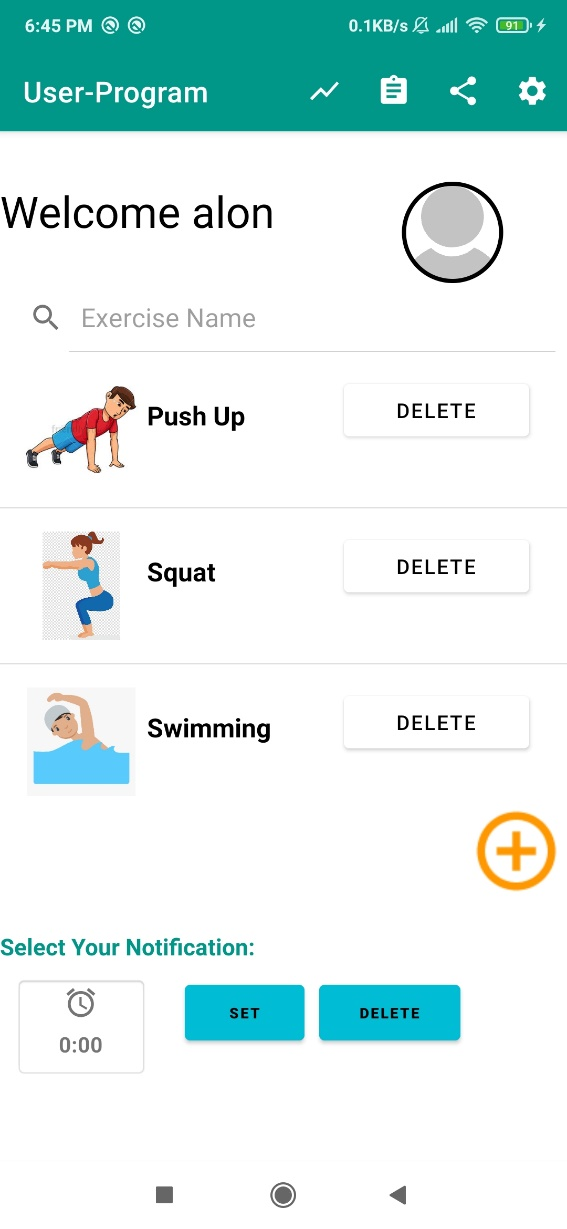 6:45 PM 0.1KB/s 91
User-Program
Welcome alon
Exercise Name
Push Up DELETE
Squat DELETE
Swimming DELETE
Select Your Notification:
SET DELETE
0:00